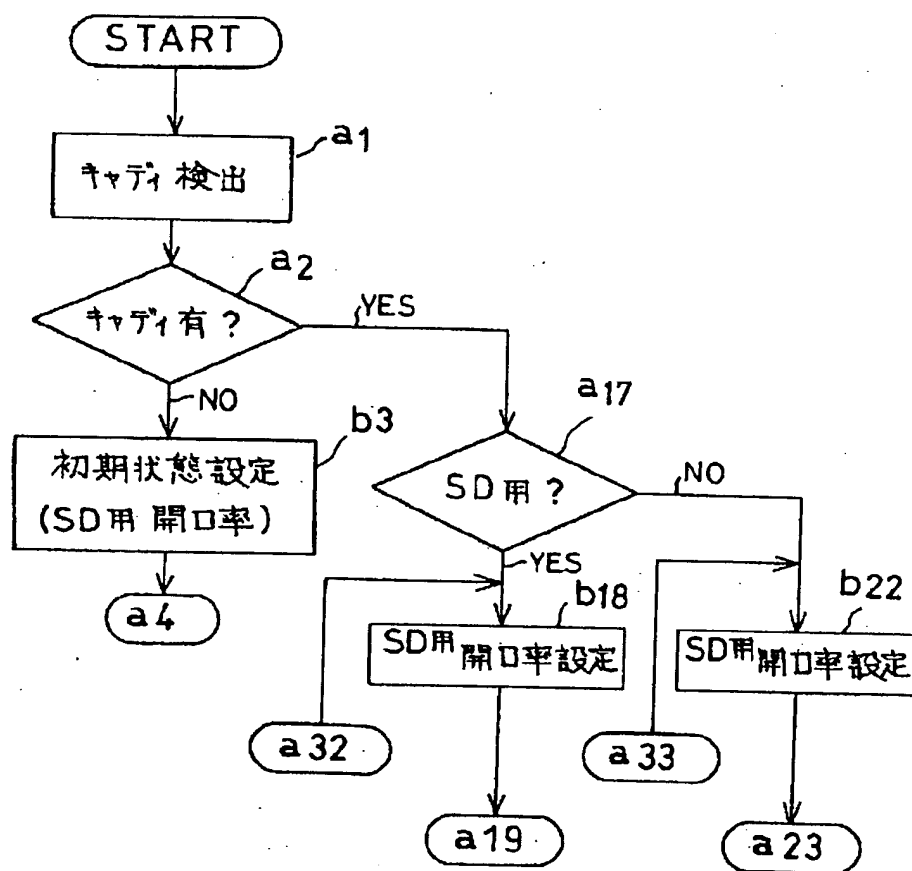 START
a1
キャディ検出
a2
キャディ有?
YES
NO
a17
b3
初期状態設定
(SD用 開口率)
SD用?
NO
YES
a4
b18
b22
SD用開口率設定
SD用開口率設定
a32
a33
a19
a23